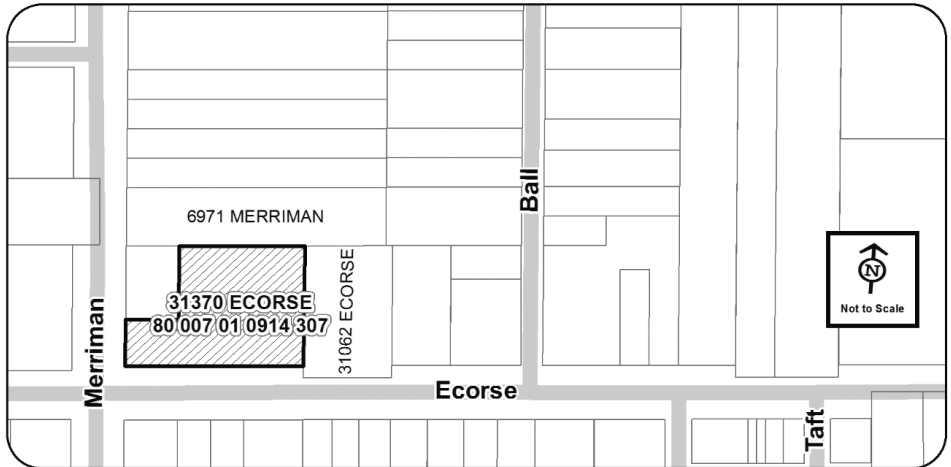 6971 MERRIMAN
31370 ECORSE
80 007 01 0914 307
31062 ECORSE
Merriman
Ball
Ecorse
Taft
N
Not to Scale